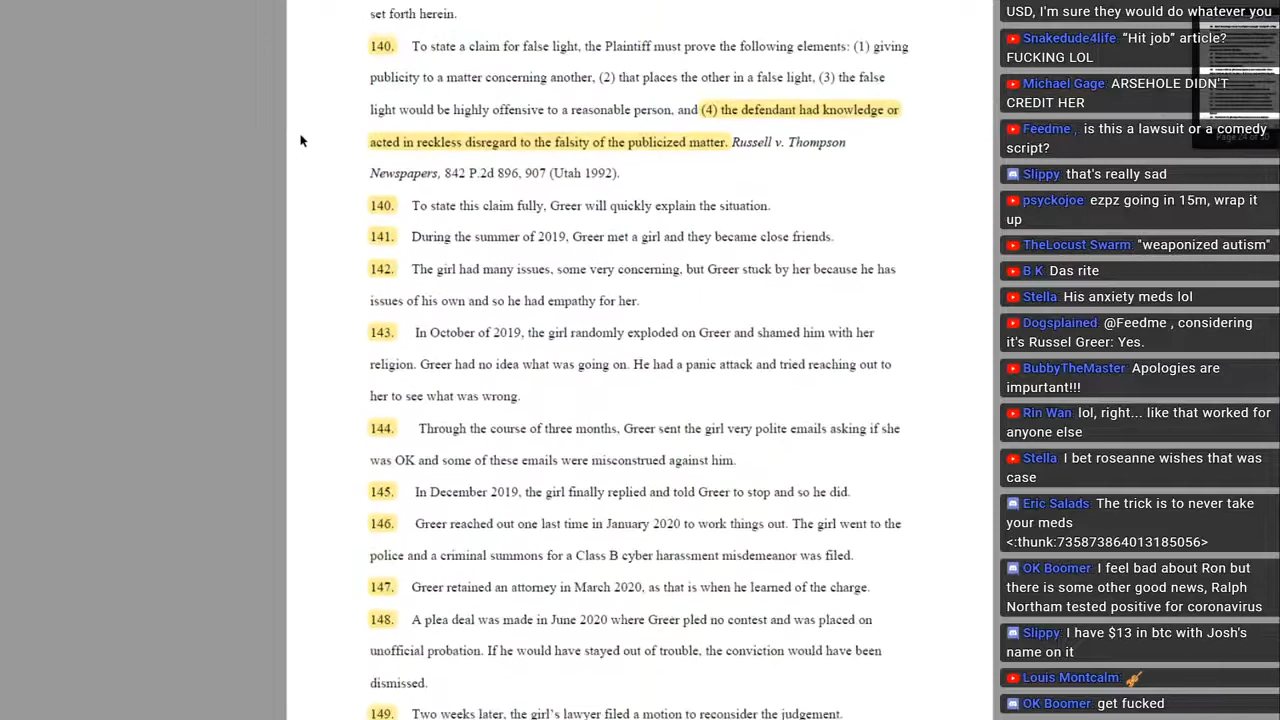 set forth herein.
140. To state a claim for false light, the Plaintiff must prove the following elements: (1) giving
publicity to a matter concerning another, (2) that places the other in a false light, (3) the false
light would be highly offensive to a reasonable person, and (4) the defendant had knowledge or
acted in reckless disregard to the falsity of the publicized matter. Russell v. Thompson
Newspapers, 842 P.2d 896, 907 (Utah 1992).
140. To state this claim fully, Greer will quickly explain the situation.
141. During the summer of 2019, Greer met a girl and they became close friends.
142. The girl had many issues, some very concerning, but Greer stuck by her because he has
issues of his own and so he had empathy for her.
143. In October of 2019, the girl randomly exploded on Greer and shamed him with her
religion. Greer had no idea what was going on. He had a panic attack and tried reaching out to
her to see what was wrong.
144. Through the course of three months, Greer sent the girl very polite emails asking if she
was OK and some of these emails were misconstrued against him.
145. In December 2019, the girl finally replied and told Greer to stop and so he did.
146. Greer reached out one last time in January 2020 to work things out. The girl went to the
police and a criminal summons for a Class B cyber harassment misdemeanor was filed.
147. Greer retained an attorney in March 2020, as that is when he learned of the charge.
148. A plea deal was made in June 2020 where Greer pled no contest and was placed on
unofficial probation. If he would have stayed out of trouble, the conviction would have been
dismissed.
149. Two weeks later, the girl's lawyer filed a motion to reconsider the judgement.
USD, I'm sure they would do whatever you
Snakedude4life: "Hit job" article?
FUCKING LOL
Michael Gage: ARSEHOLE DIDN'T
CREDIT HER
Feedme , is this a lawsuit or a comedy
script?
Slippy: that's really sad
psyckojoe: ezpz going in 15m, wrap it
up
TheLocust Swarm: "weaponized autism"
B K: Das rite
Stella: His anxiety meds lol
Dogsplained: @Feedme , considering
it's Russel Greer: Yes.
BubbyTheMaster: Apologies are
impurtant!!!
Rin Wan: lol, right... like that worked for
anyone else
Stella: I bet roseanne wishes that was
case
Eric Salads: The trick is to never take
your meds
<:thunk:735873864013185056>
OK Boomer: I feel bad about Ron but
there is some other good news, Ralph
Northam tested positive for coronavirus
Slippy: I have $13 in btc with Josh's
name on it
Louis Montcalm:
OK Boomer: get fucked